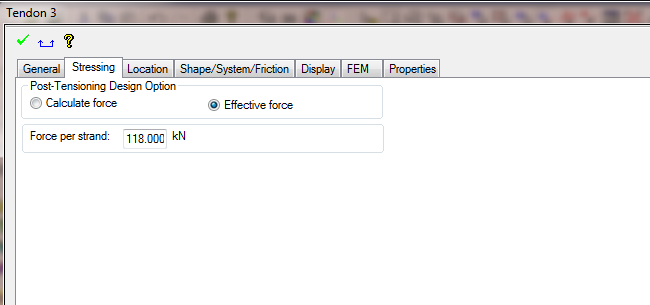 Tendon 3
General Stressing Location Shape/System/Friction Display FEM Properties
Post-Tensioning Design Option
Calculate force Effective force
Force per strand: 118.000 kN